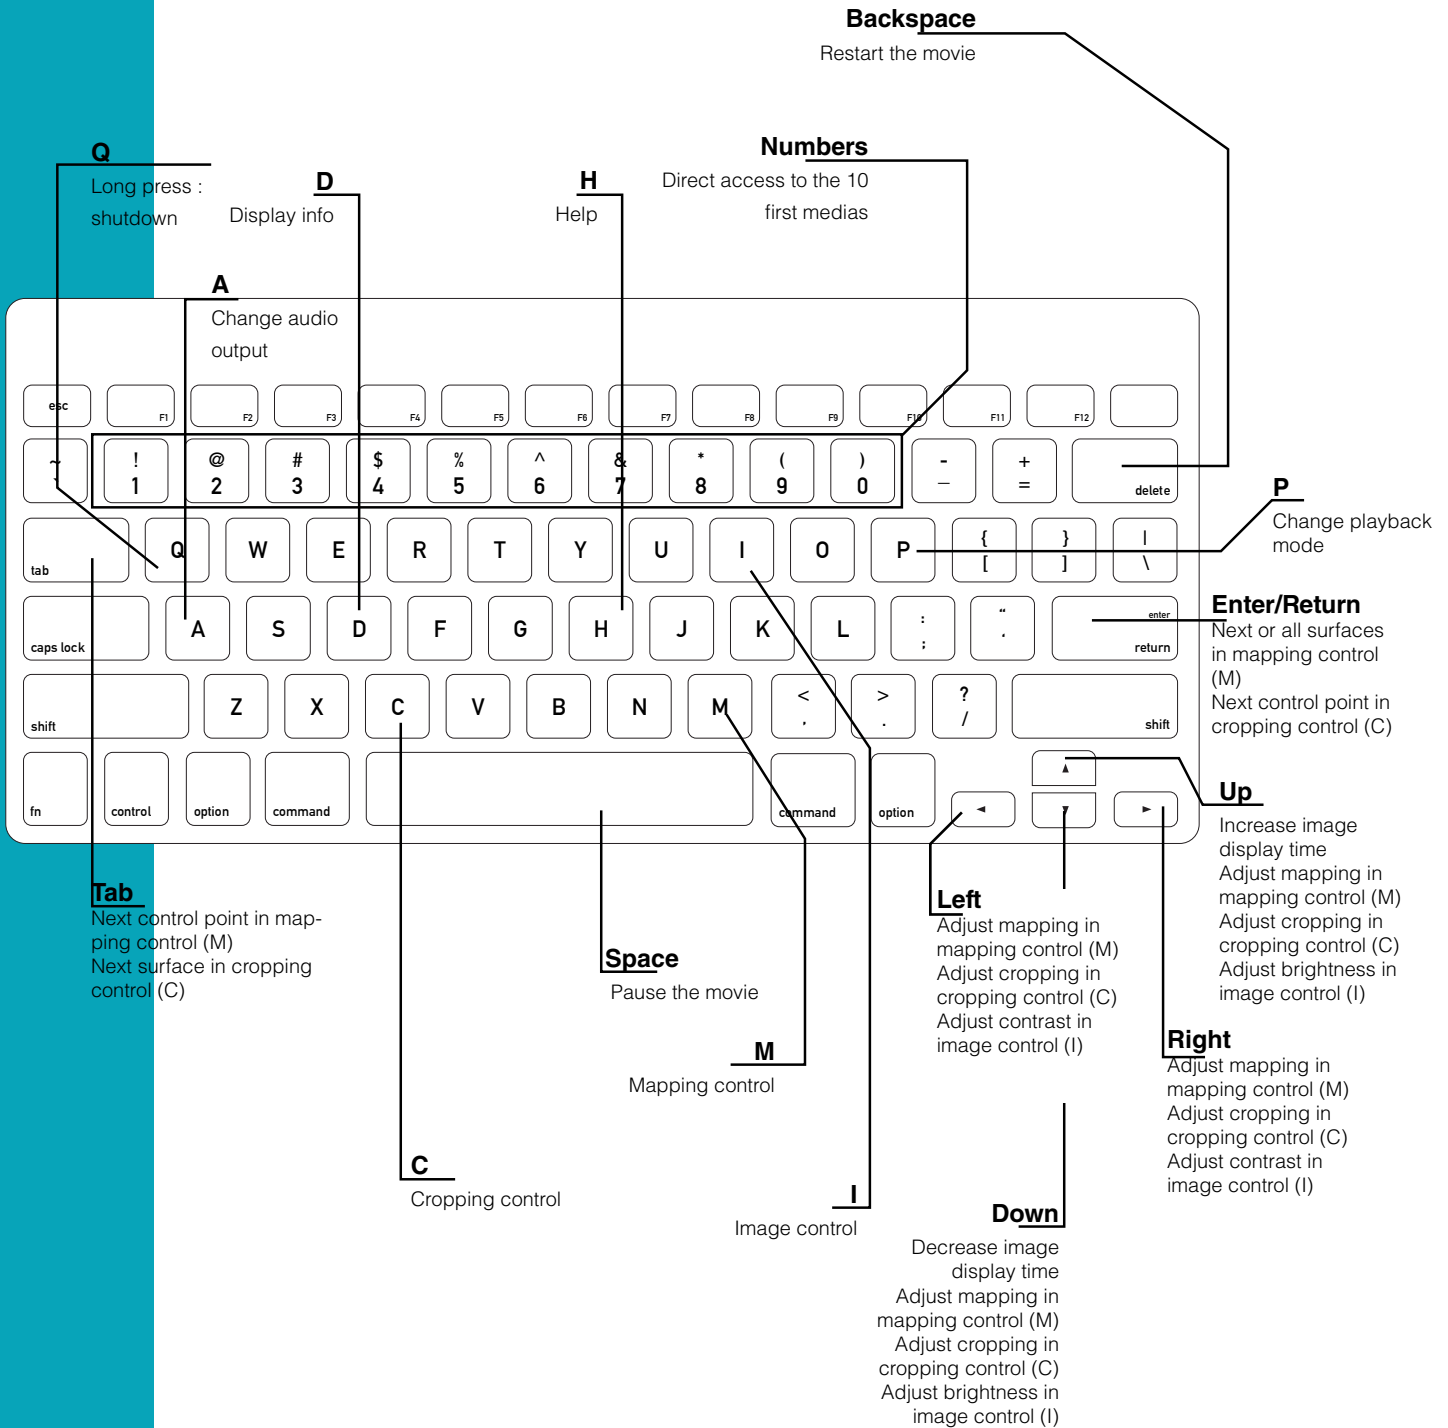 Backspace
Restart the movie
Q
Long press :
shutdown
D
Display info
H
Help
Numbers
Direct access to the 10
first medias
A
Change audio
output
esc F1 F2 F3 F4 F5 F6 F7 F8 F9 F10 F11 F12
~ ! @ # $ % ^ & * ( ) - +
` 1 2 3 4 5 6 7 8 9 0 – = delete
P
Change playback
mode
tab Q W E R T Y U I O P { } |
[ ] \
caps lock A S D F G H J K L : “ enter
; ‘ return
Enter/Return
Next or all surfaces
in mapping control
(M)
Next control point in
cropping control (C)
shift Z X C V B N M < > ? shift
, . /
fn control option command command option ◄ ▲ ▼ ►
Up
Increase image
display time
Adjust mapping in
mapping control (M)
Adjust cropping in
cropping control (C)
Adjust brightness in
image control (I)
Tab
Next control point in map-
ping control (M)
Next surface in cropping
control (C)
Space
Pause the movie
Left
Adjust mapping in
mapping control (M)
Adjust cropping in
cropping control (C)
Adjust contrast in
image control (I)
Right
Adjust mapping in
mapping control (M)
Adjust cropping in
cropping control (C)
Adjust contrast in
image control (I)
M
Mapping control
C
Cropping control
I
Image control
Down
Decrease image
display time
Adjust mapping in
mapping control (M)
Adjust cropping in
cropping control (C)
Adjust brightness in
image control (I)